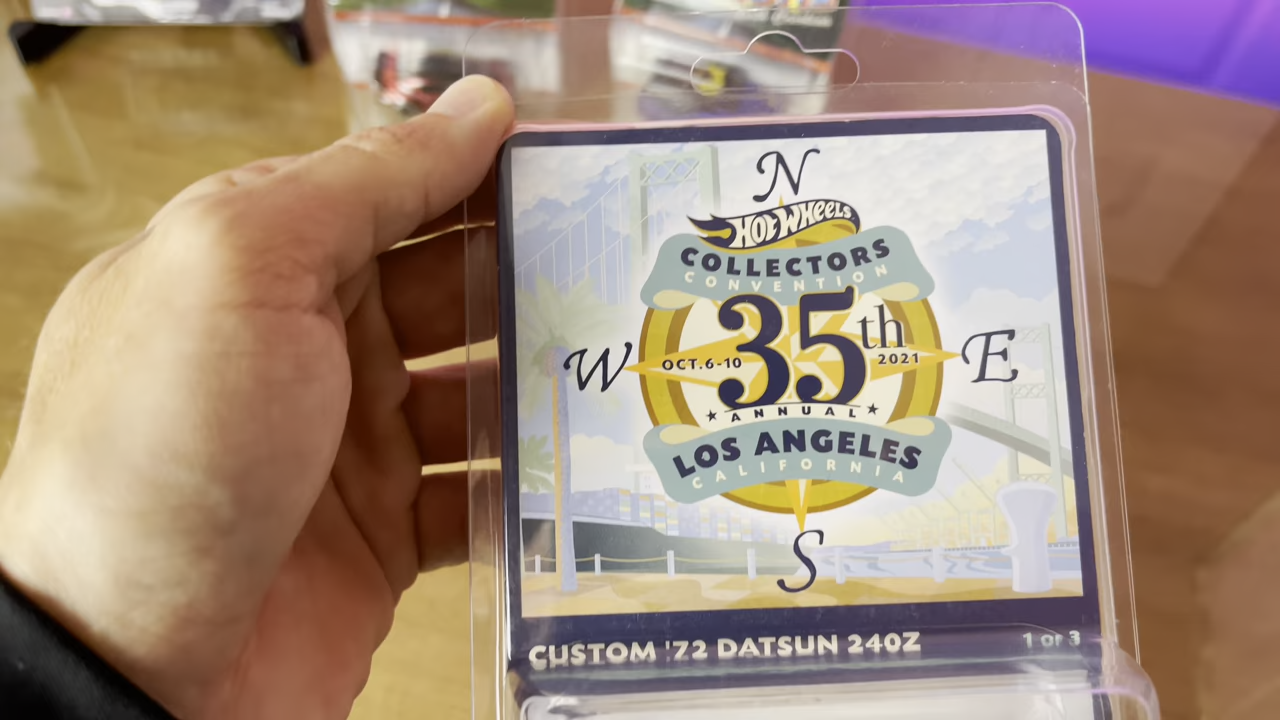 N
HOT WHEELS
COLLECTORS
CONVENTION
35th
W OCT.6-10 2021 E
ANNUAL
LOS ANGELES
CALIFORNIA
S
CUSTOM '72 DATSUN 240Z 1 OF 3